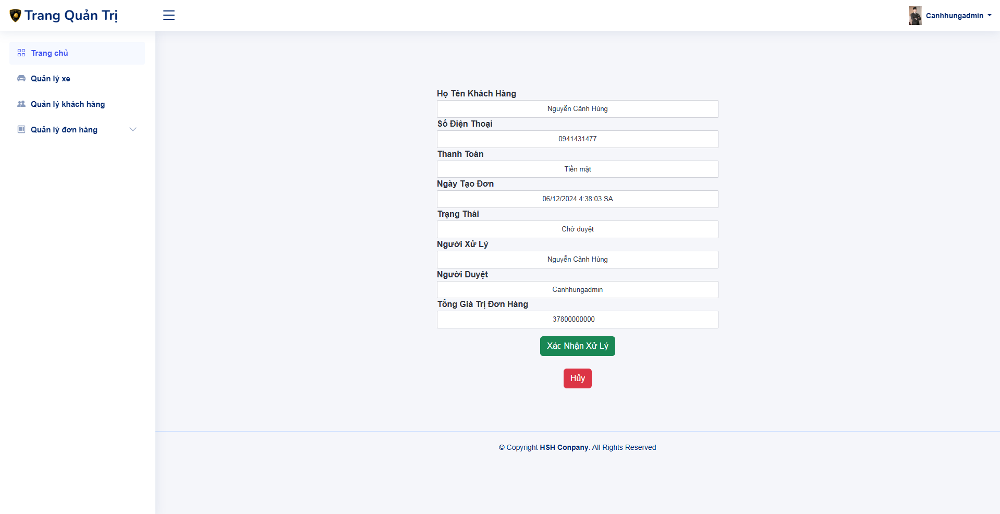 Trang Quản Trị
Canhhungadmin
Trang chủ
Quản lý xe
Quản lý khách hàng
Quản lý đơn hàng
Họ Tên Khách Hàng
Nguyễn Cảnh Hùng
Số Điện Thoại
0941431477
Thanh Toán
Tiền mặt
Ngày Tạo Đơn
06/12/2024 4:38:03 SA
Trạng Thái
Chờ duyệt
Người Xử Lý
Nguyễn Cảnh Hùng
Người Duyệt
Canhhungadmin
Tổng Giá Trị Đơn Hàng
37800000000
Xác Nhận Xử Lý
Hủy
© Copyright HSH Conpany. All Rights Reserved